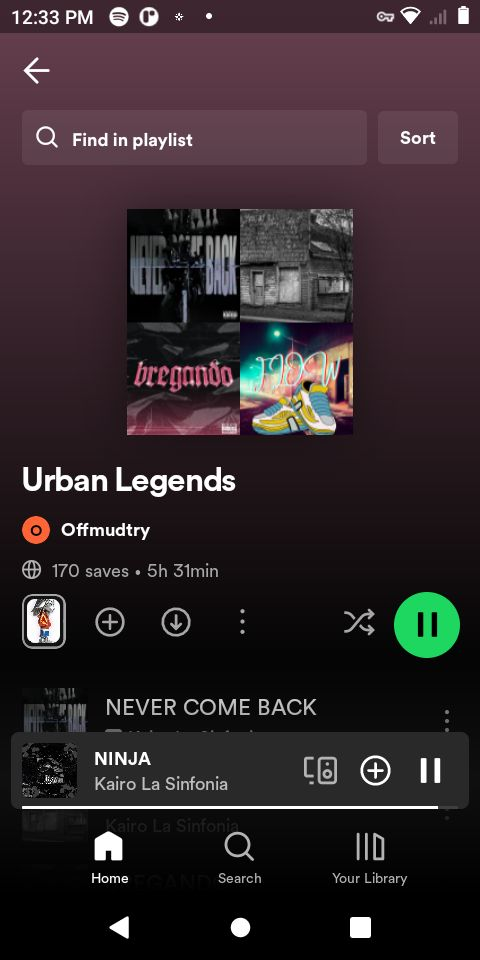 12:33 PM
Find in playlist
Sort
NEVER COME BACK
bregando
FLOW
Urban Legends
O Offmudtry
170 saves • 5h 31min
NEVER COME BACK
NINJA
Kairo La Sinfonia
Kairo La Sinfonia
Home
Search
Your Library